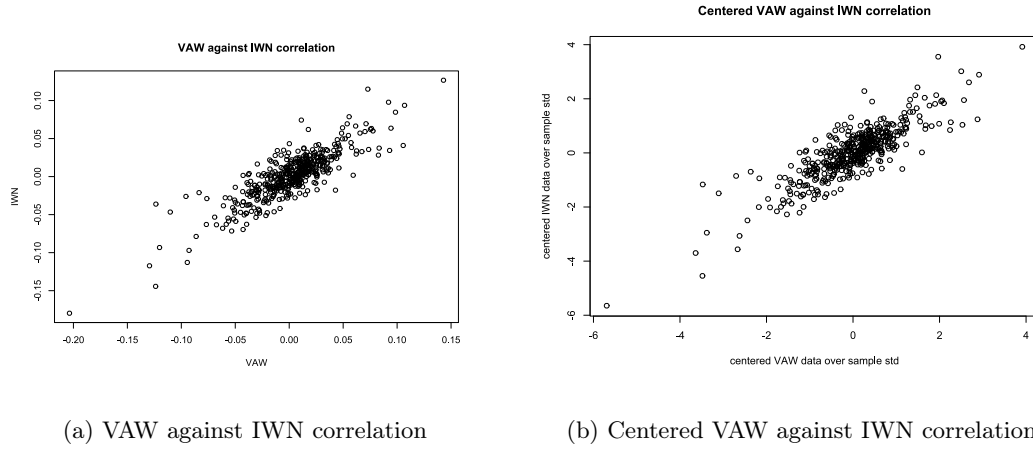 VAW against IWN correlation
IWN
0.10
0.05
0.00
-0.05
-0.10
-0.15
-0.20 -0.15 -0.10 -0.05 0.00 0.05 0.10 0.15
VAW
(a) VAW against IWN correlation
Centered VAW against IWN correlation
centered IWN data over sample std
4
2
0
-2
-4
-6
-6 -4 -2 0 2 4
centered VAW data over sample std
(b) Centered VAW against IWN correlation